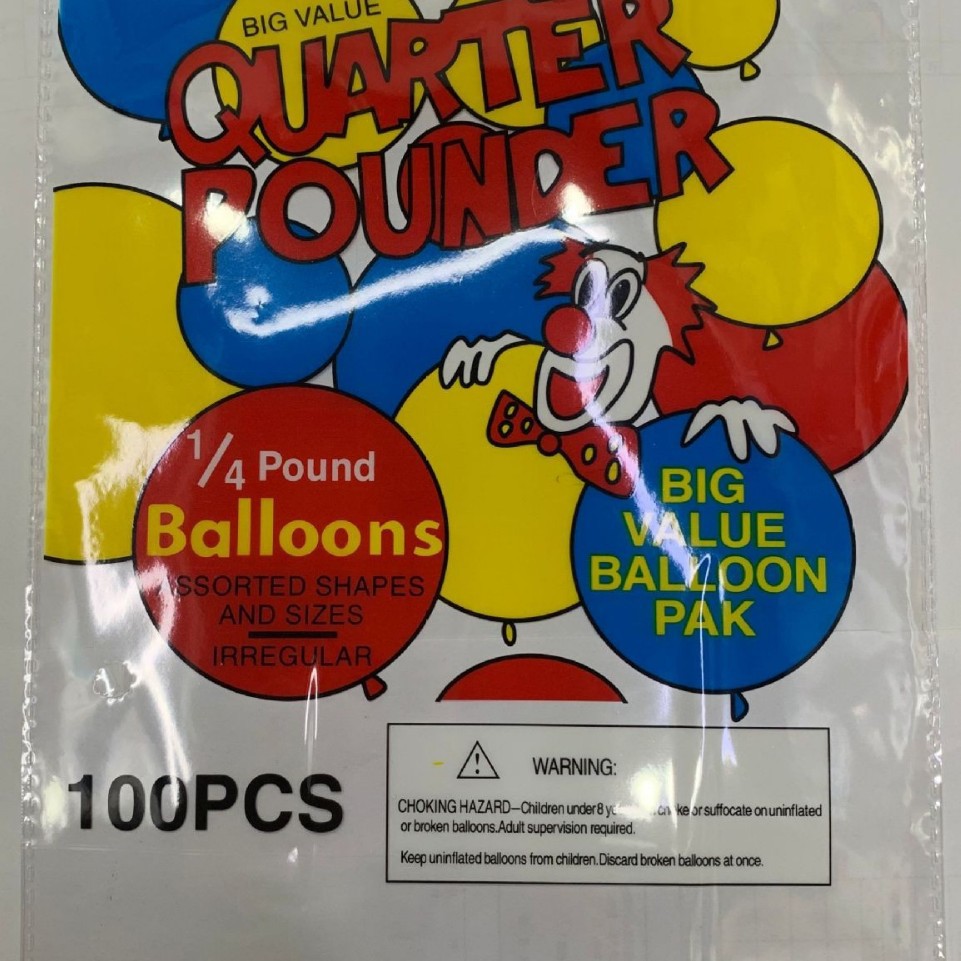 BIG VALUE
QUARTER
POUNDER
1/4 Pound
Balloons
ASSORTED SHAPES
AND SIZES
IRREGULAR
BIG
VALUE
BALLOON
PAK
100PCS
WARNING:
CHOKING HAZARD—Children under 8 or suffocate on uninflated
or broken balloons.Adult supervision required.
Keep uninflated balloons from children.Discard broken balloons at once.